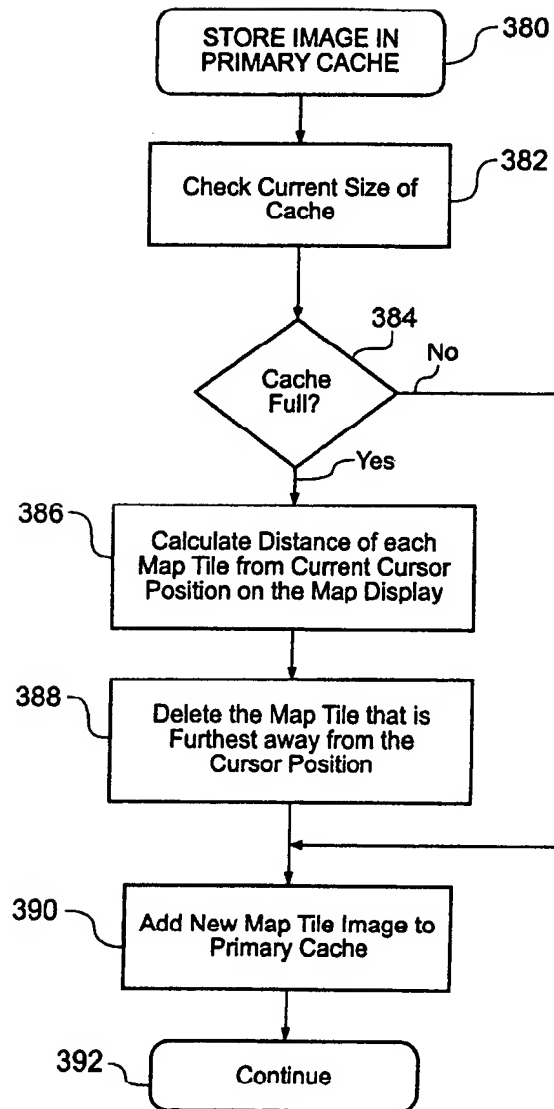 STORE IMAGE IN
PRIMARY CACHE
380
Check Current Size of
Cache
382
384
Cache
Full?
No
Yes
386
Calculate Distance of each
Map Tile from Current Cursor
Position on the Map Display
388
Delete the Map Tile that is
Furthest away from the
Cursor Position
390
Add New Map Tile Image to
Primary Cache
392
Continue